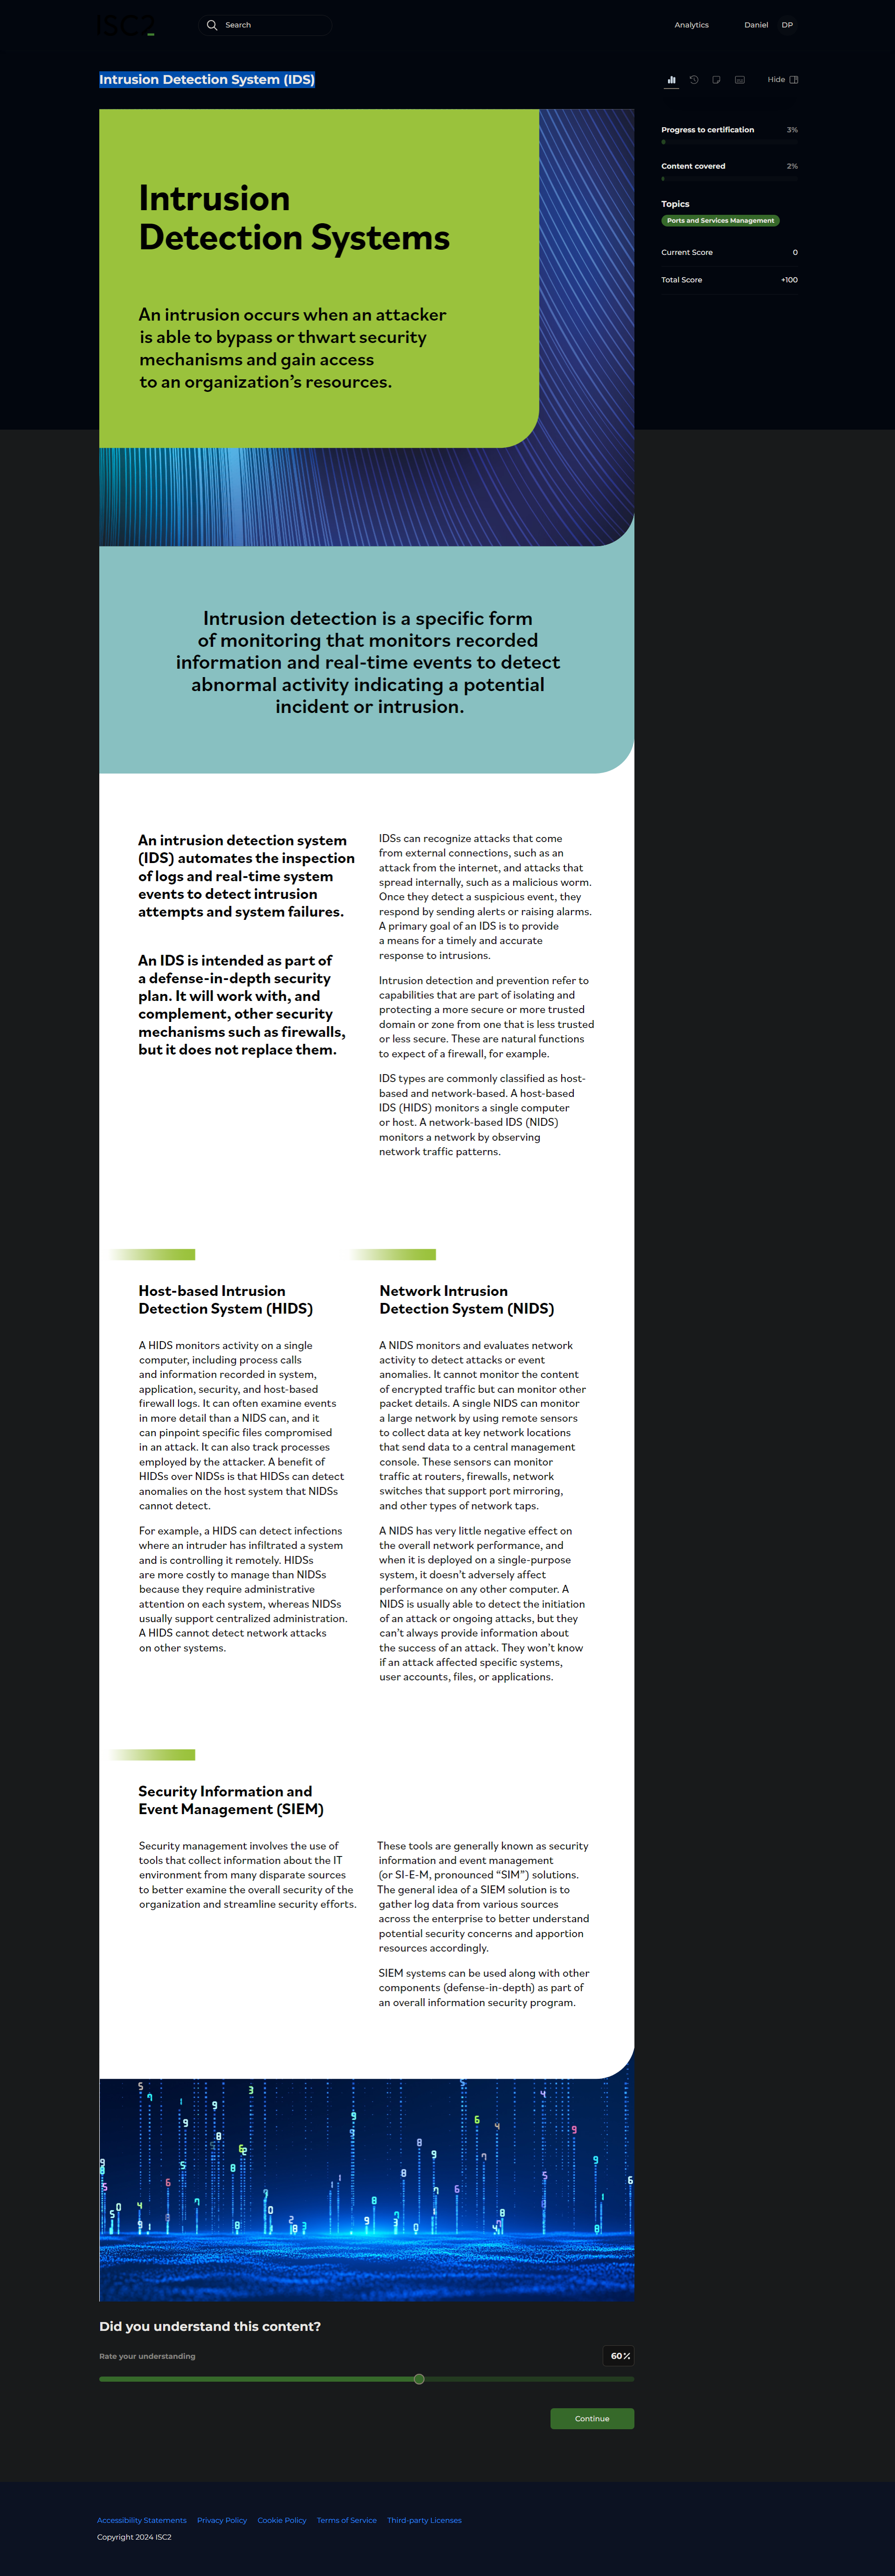 ISC2
Search
Analytics
Daniel
DP
Intrusion Detection System (IDS)
Hide
Progress to certification 3%
Content covered 2%
Topics
Ports and Services Management
Current Score 0
Total Score +100
Intrusion
Detection Systems
An intrusion occurs when an attacker
is able to bypass or thwart security
mechanisms and gain access
to an organization’s resources.
Intrusion detection is a specific form
of monitoring that monitors recorded
information and real-time events to detect
abnormal activity indicating a potential
incident or intrusion.
An intrusion detection system
(IDS) automates the inspection
of logs and real-time system
events to detect intrusion
attempts and system failures.
An IDS is intended as part of
a defense-in-depth security
plan. It will work with, and
complement, other security
mechanisms such as firewalls,
but it does not replace them.
IDSs can recognize attacks that come
from external connections, such as an
attack from the internet, and attacks that
spread internally, such as a malicious worm.
Once they detect a suspicious event, they
respond by sending alerts or raising alarms.
A primary goal of an IDS is to provide
a means for a timely and accurate
response to intrusions.
Intrusion detection and prevention refer to
capabilities that are part of isolating and
protecting a more secure or more trusted
domain or zone from one that is less trusted
or less secure. These are natural functions
to expect of a firewall, for example.
IDS types are commonly classified as host-
based and network-based. A host-based
IDS (HIDS) monitors a single computer
or host. A network-based IDS (NIDS)
monitors a network by observing
network traffic patterns.
Host-based Intrusion
Detection System (HIDS)
A HIDS monitors activity on a single
computer, including process calls
and information recorded in system,
application, security, and host-based
firewall logs. It can often examine events
in more detail than a NIDS can, and it
can pinpoint specific files compromised
in an attack. It can also track processes
employed by the attacker. A benefit of
HIDSs over NIDSs is that HIDSs can detect
anomalies on the host system that NIDSs
cannot detect.
For example, a HIDS can detect infections
where an intruder has infiltrated a system
and is controlling it remotely. HIDSs
are more costly to manage than NIDSs
because they require administrative
attention on each system, whereas NIDSs
usually support centralized administration.
A HIDS cannot detect network attacks
on other systems.
Network Intrusion
Detection System (NIDS)
A NIDS monitors and evaluates network
activity to detect attacks or event
anomalies. It cannot monitor the content
of encrypted traffic but can monitor other
packet details. A single NIDS can monitor
a large network by using remote sensors
to collect data at key network locations
that send data to a central management
console. These sensors can monitor
traffic at routers, firewalls, network
switches that support port mirroring,
and other types of network taps.
A NIDS has very little negative effect on
the overall network performance, and
when it is deployed on a single-purpose
system, it doesn’t adversely affect
performance on any other computer. A
NIDS is usually able to detect the initiation
of an attack or ongoing attacks, but they
can’t always provide information about
the success of an attack. They won’t know
if an attack affected specific systems,
user accounts, files, or applications.
Security Information and
Event Management (SIEM)
Security management involves the use of
tools that collect information about the IT
environment from many disparate sources
to better examine the overall security of the
organization and streamline security efforts.
These tools are generally known as security
information and event management
(or SI-E-M, pronounced “SIM”) solutions.
The general idea of a SIEM solution is to
gather log data from various sources
across the enterprise to better understand
potential security concerns and apportion
resources accordingly.
SIEM systems can be used along with other
components (defense-in-depth) as part of
an overall information security program.
Did you understand this content?
Rate your understanding
60%
Continue
Accessibility Statements Privacy Policy Cookie Policy Terms of Service Third-party Licenses
Copyright 2024 ISC2